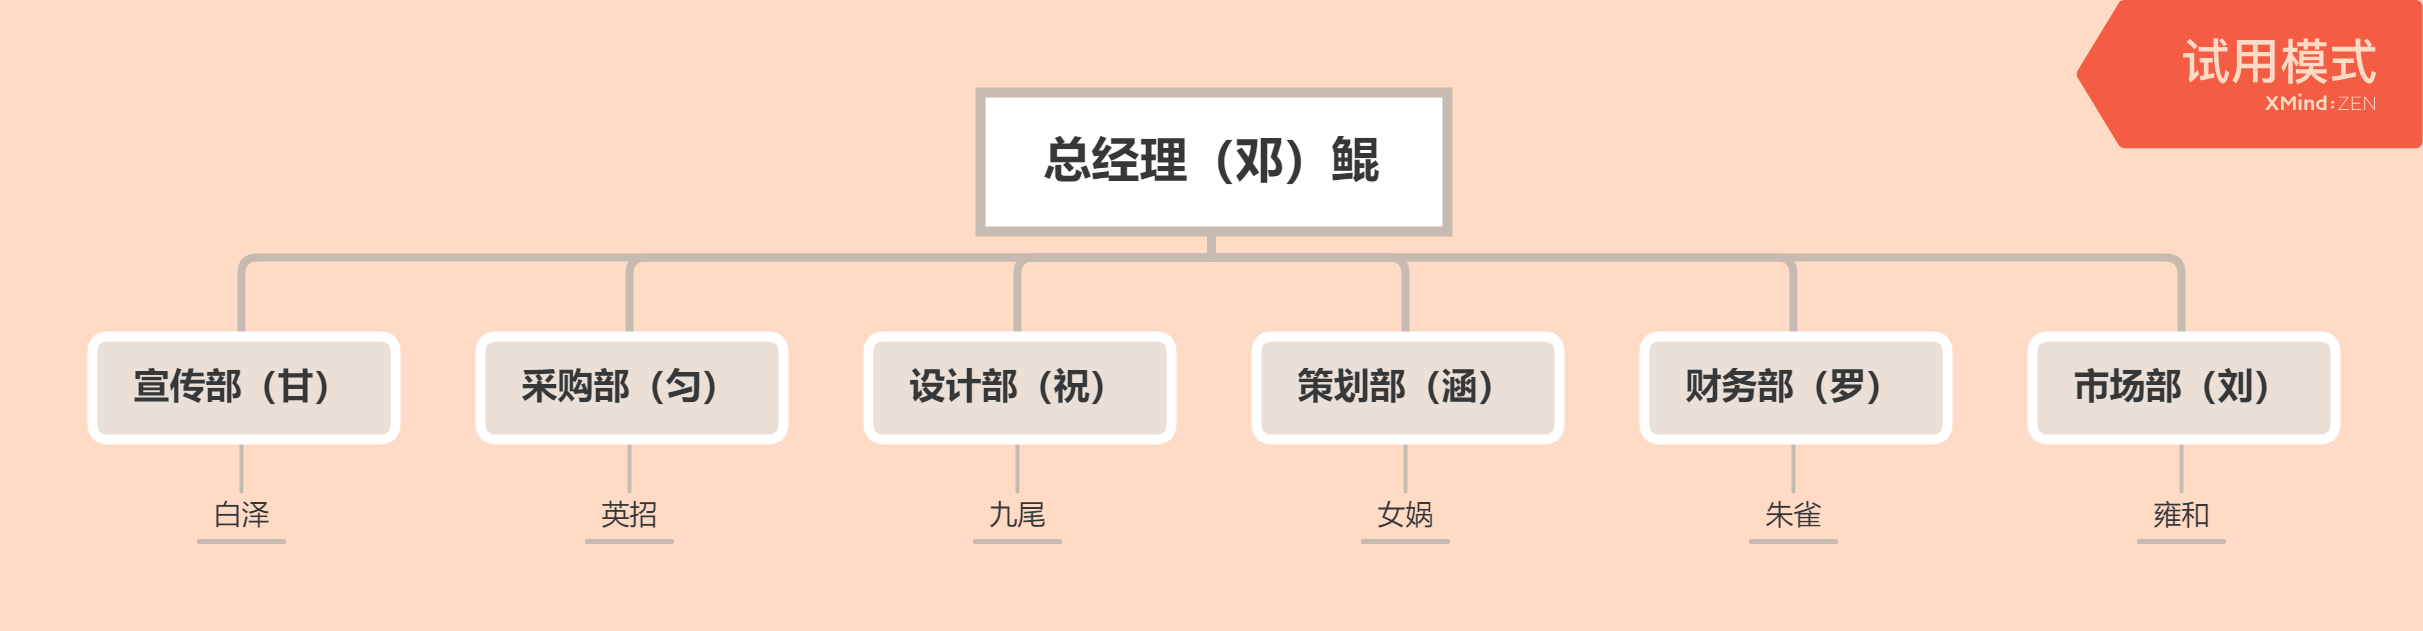 试用模式
XMind:ZEN
总经理（邓）鲲
宣传部（甘）
采购部（匀）
设计部（祝）
策划部（涵）
财务部（罗）
市场部（刘）
白泽
英招
九尾
女娲
朱雀
雍和